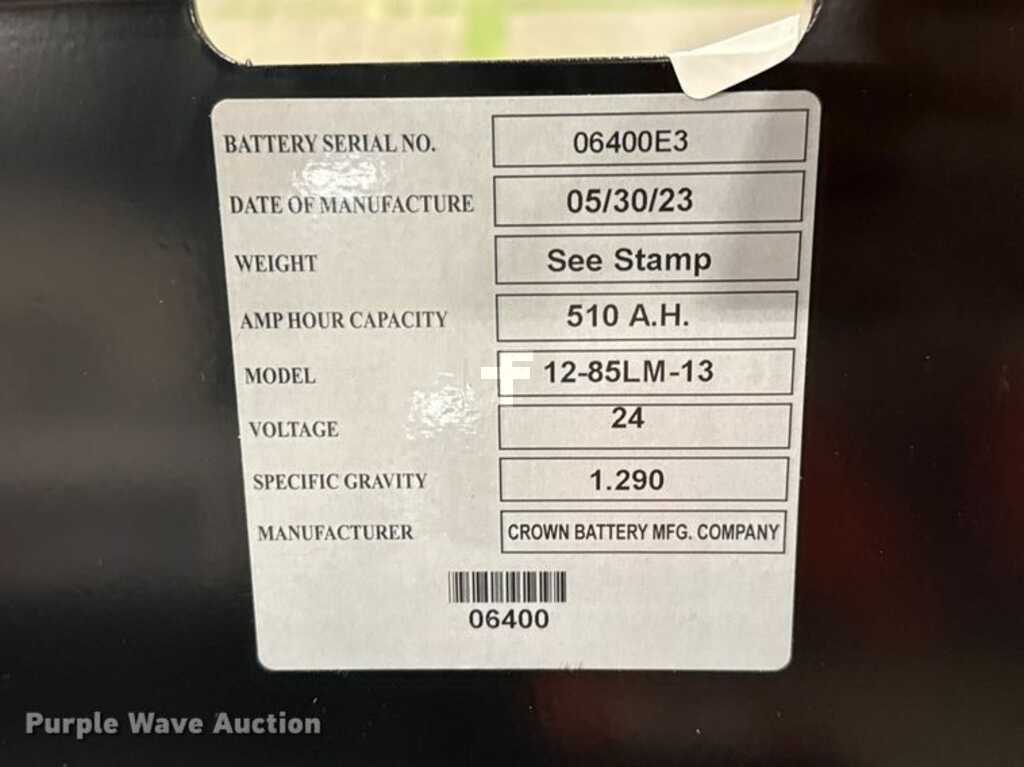 BATTERY SERIAL NO. 06400E3
DATE OF MANUFACTURE 05/30/23
WEIGHT See Stamp
AMP HOUR CAPACITY 510 A.H.
MODEL 12-85LM-13
VOLTAGE 24
SPECIFIC GRAVITY 1.290
MANUFACTURER CROWN BATTERY MFG. COMPANY
06400
Purple Wave Auction